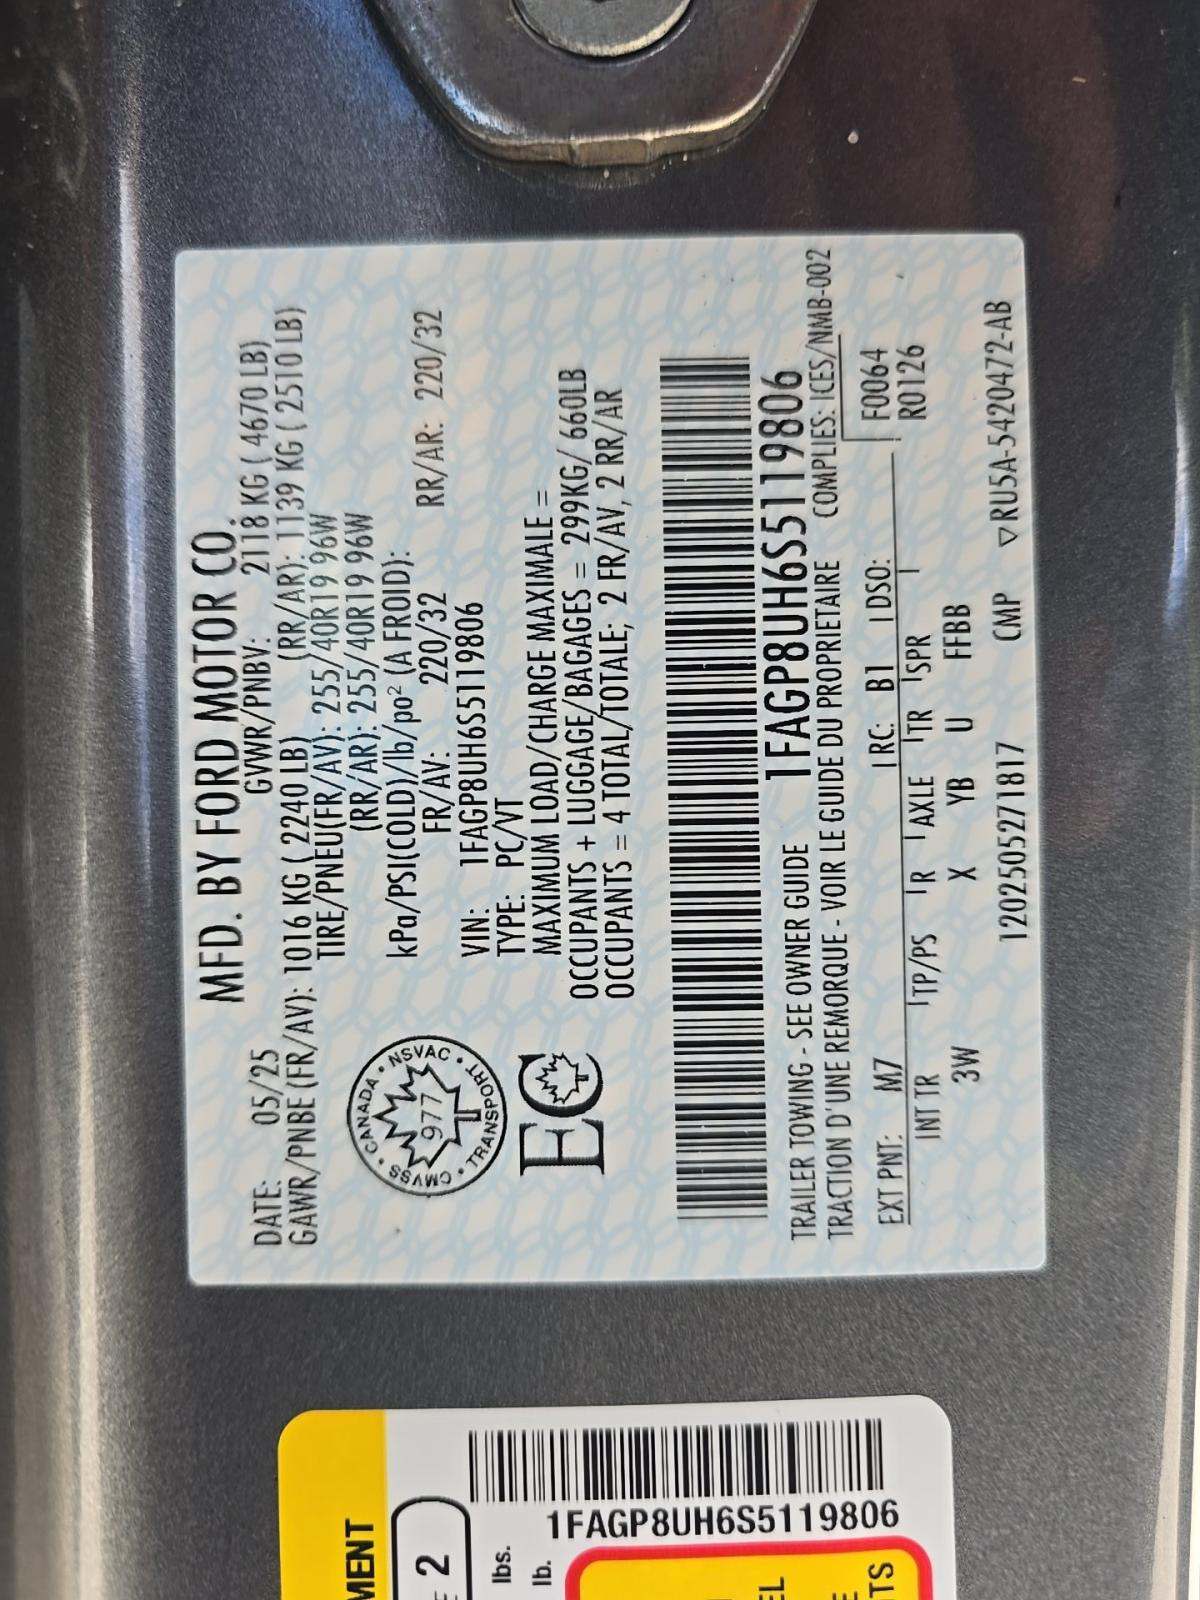 MFD. BY FORD MOTOR CO.
DATE: 05/25 GVWR/PNBV: 2118 KG ( 4670 LB)
GAWR/PNBE (FR/AV): 1016 KG ( 2240 LB) (RR/AR): 1139 KG ( 2510 LB)
TIRE/PNEU(FR/AV): 255/40R19 96W
(RR/AR): 255/40R19 96W
kPa/PSI(COLD)/lb/po² (A FROID):
FR/AV: 220/32 RR/AR: 220/32
VIN: 1FAGP8UH6S5119806
TYPE: PC/VT
MAXIMUM LOAD/CHARGE MAXIMALE =
OCCUPANTS + LUGGAGE/BAGAGES = 299KG/ 660LB
OCCUPANTS = 4 TOTAL/TOTALE; 2 FR/AV, 2 RR/AR
CANADA • NSVAC • TRANSPORT • CMVSS •
977
EC
1FAGP8UH6S5119806
TRAILER TOWING - SEE OWNER GUIDE
TRACTION D'UNE REMORQUE - VOIR LE GUIDE DU PROPRIETAIRE COMPLIES: ICES/NMB-002
EXT PNT: M7 RC: B1 DSO: F0064
R0126
INT TR TP/PS R AXLE TR SPR
3W X YB U FFBB
120250527 1817 CMP ▽RU5A-5420472-AB
MENT
2
lbs.
lb.
1FAGP8UH6S5119806
EL
E
TS